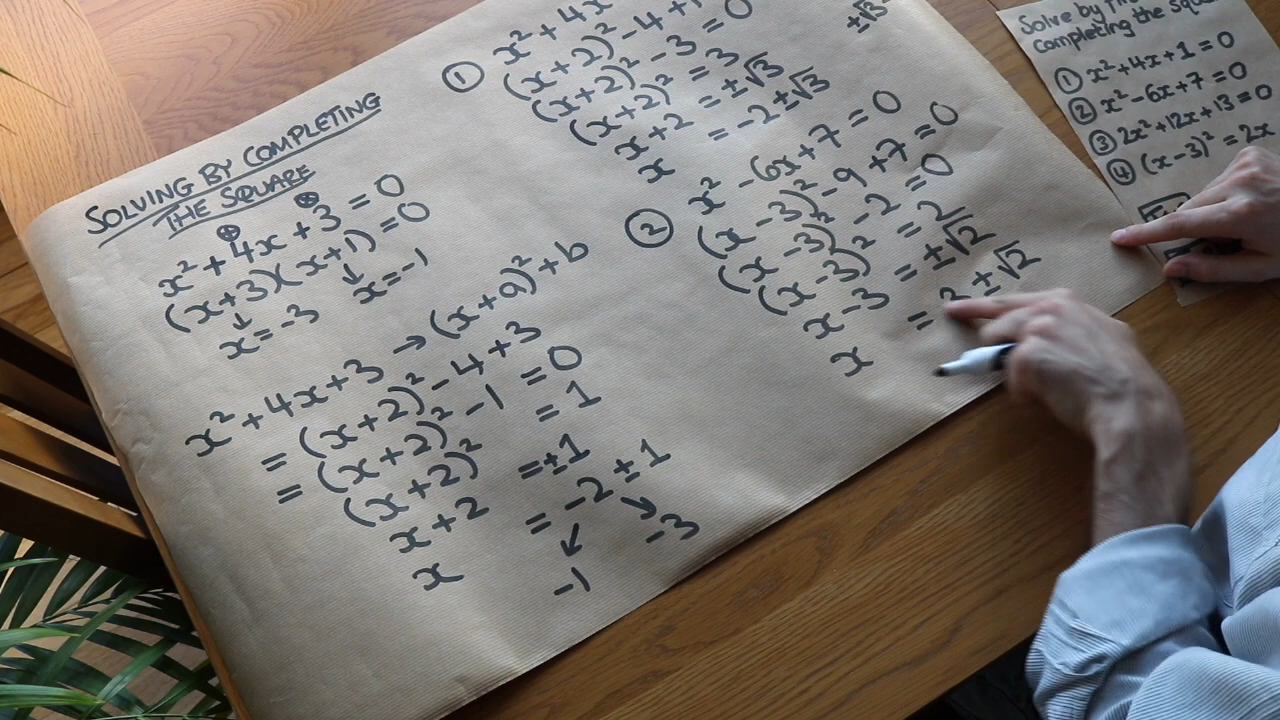 SOLVING BY COMPLETING
THE SQUARE
x² + 4x + 3 = 0
(x+3)(x+1) = 0
↓ ↓
x = -3 x = -1
x² + 4x + 3 → (x+a)² + b
= (x+2)² - 4 + 3
= (x+2)² - 1 = 0
(x+2)² = 1
x + 2 = ±1
x = -2 ± 1
↙ ↘
-1 -3
① x² + 4x
(x+2)² - 4 + 1
(x+2)² - 3 = 0
(x+2)² = 3
x+2 = ±√3
x = -2 ± √3
±√3
② x² - 6x + 7 = 0
(x - 3)² - 9 + 7 = 0
(x - 3)² - 2 = 0
(x - 3)² = 2
x - 3 = ±√2
x = 3 ± √2
Solve by
completing the
① x² + 4x + 1 = 0
② x² - 6x + 7 = 0
③ 2x² + 12x + 13 = 0
④ (x - 3)² = 2x